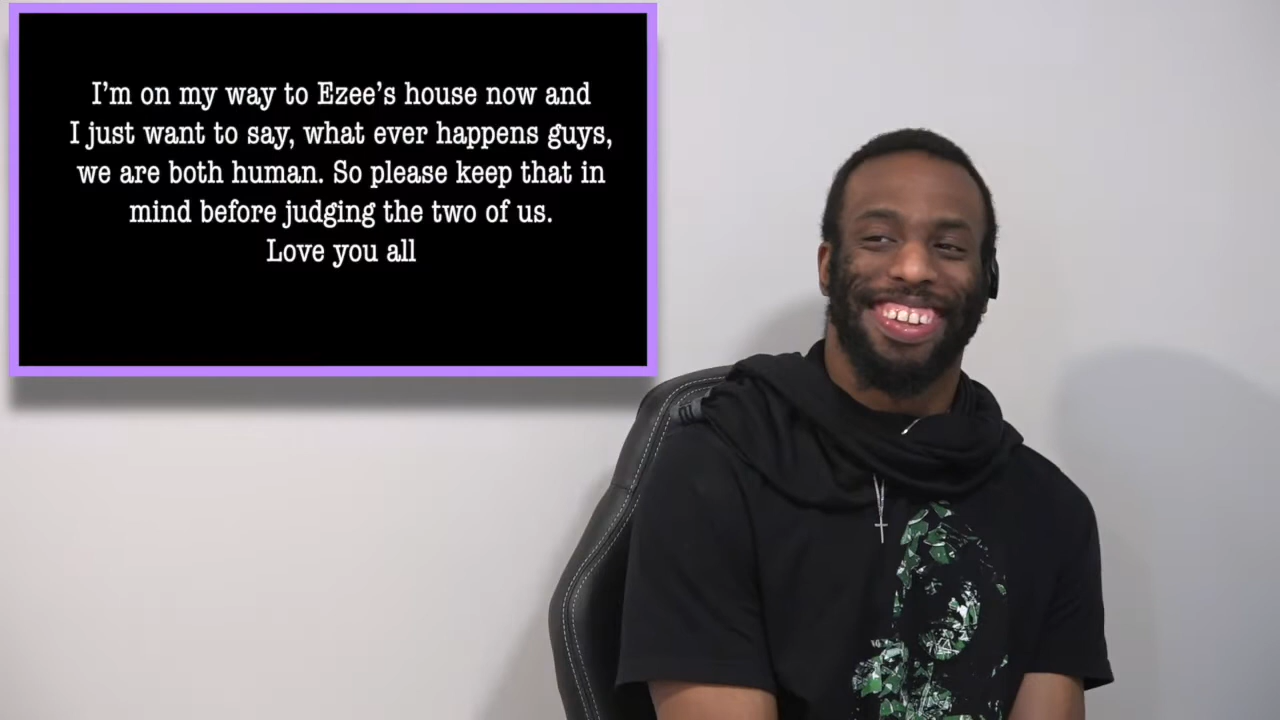 I’m on my way to Ezee’s house now and
I just want to say, what ever happens guys,
we are both human. So please keep that in
mind before judging the two of us.
Love you all